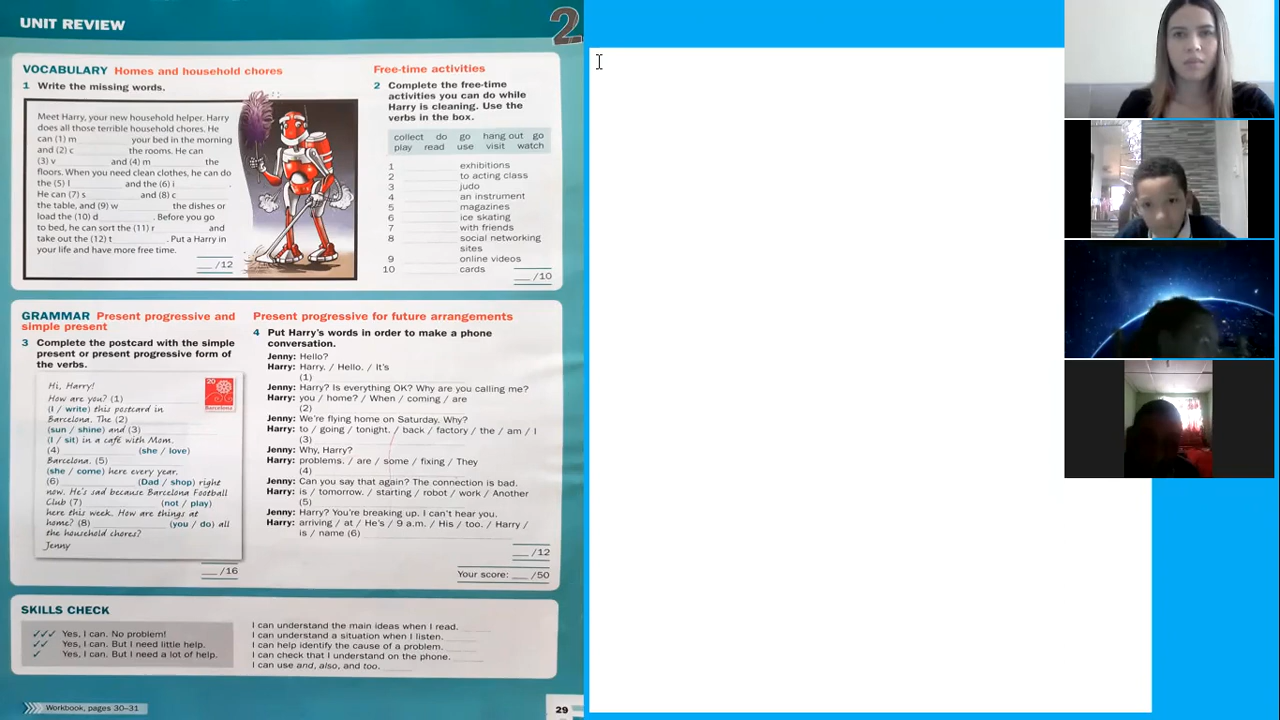 UNIT REVIEW
2
VOCABULARY Homes and household chores
1 Write the missing words.
Meet Harry, your new household helper. Harry
does all those terrible household chores. He
can (1) m your bed in the morning
and (2) c the rooms. He can
(3) v and (4) m the
floors. When you need clean clothes, he can do
the (5) l and the (6) i .
He can (7) s and (8) c
the table, and (9) w the dishes or
load the (10) d . Before you go
to bed, he can sort the (11) r and
take out the (12) t . Put a Harry in
your life and have more free time.
/12
Free-time activities
2 Complete the free-time
activities you can do while
Harry is cleaning. Use the
verbs in the box.
collect do go hang out go
play read use visit watch
1 exhibitions
2 to acting class
3 judo
4 an instrument
5 magazines
6 ice skating
7 with friends
8 social networking
sites
9 online videos
10 cards
/10
GRAMMAR Present progressive and
simple present
3 Complete the postcard with the simple
present or present progressive form of
the verbs.
Hi, Harry!
How are you? (1)
(I / write) this postcard in
Barcelona. The (2)
(sun / shine) and (3)
(I / sit) in a café with Mom.
(4) (she / love)
Barcelona. (5)
(she / come) here every year.
(6) (Dad / shop) right
now. He's sad because Barcelona Football
Club (7) (not / play)
here this week. How are things at
home? (8) (you / do) all
the household chores?
Jenny
20
Barcelona
/16
Present progressive for future arrangements
4 Put Harry's words in order to make a phone
conversation.
Jenny: Hello?
Harry: Harry. / Hello. / It's
(1)
Jenny: Harry? Is everything OK? Why are you calling me?
Harry: you / home? / When / coming / are
(2)
Jenny: We're flying home on Saturday. Why?
Harry: to / going / tonight. / back / factory / the / am / I
(3)
Jenny: Why, Harry?
Harry: problems. / are / some / fixing / They
(4)
Jenny: Can you say that again? The connection is bad.
Harry: is / tomorrow. / starting / robot / work / Another
(5)
Jenny: Harry? You're breaking up. I can't hear you.
Harry: arriving / at / He's / 9 a.m. / His / too. / Harry /
is / name (6)
/12
Your score: /50
SKILLS CHECK
✓✓✓ Yes, I can. No problem!
✓✓ Yes, I can. But I need little help.
✓ Yes, I can. But I need a lot of help.
I can understand the main ideas when I read.
I can understand a situation when I listen.
I can help identify the cause of a problem.
I can check that I understand on the phone.
I can use and, also, and too.
Workbook, pages 30–31
29